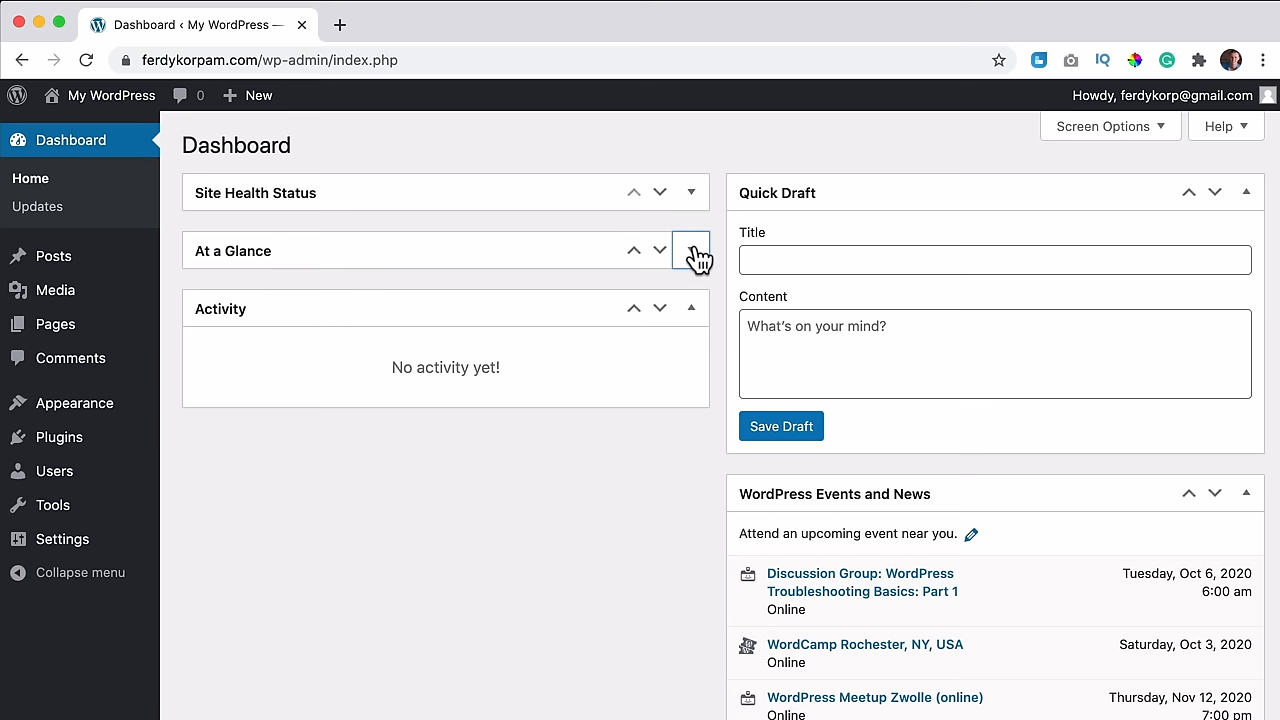 Dashboard ‹ My WordPress —
ferdykorpam.com/wp-admin/index.php
IQ
My WordPress
0
New
Howdy, ferdykorp@gmail.com
Dashboard
Home
Updates
Posts
Media
Pages
Comments
Appearance
Plugins
Users
Tools
Settings
Collapse menu
Screen Options
Help
Dashboard
Site Health Status
At a Glance
Activity
No activity yet!
Quick Draft
Title
Content
What's on your mind?
Save Draft
WordPress Events and News
Attend an upcoming event near you.
Discussion Group: WordPress
Troubleshooting Basics: Part 1
Online
Tuesday, Oct 6, 2020
6:00 am
WordCamp Rochester, NY, USA
Online
Saturday, Oct 3, 2020
WordPress Meetup Zwolle (online)
Online
Thursday, Nov 12, 2020
7:00 pm